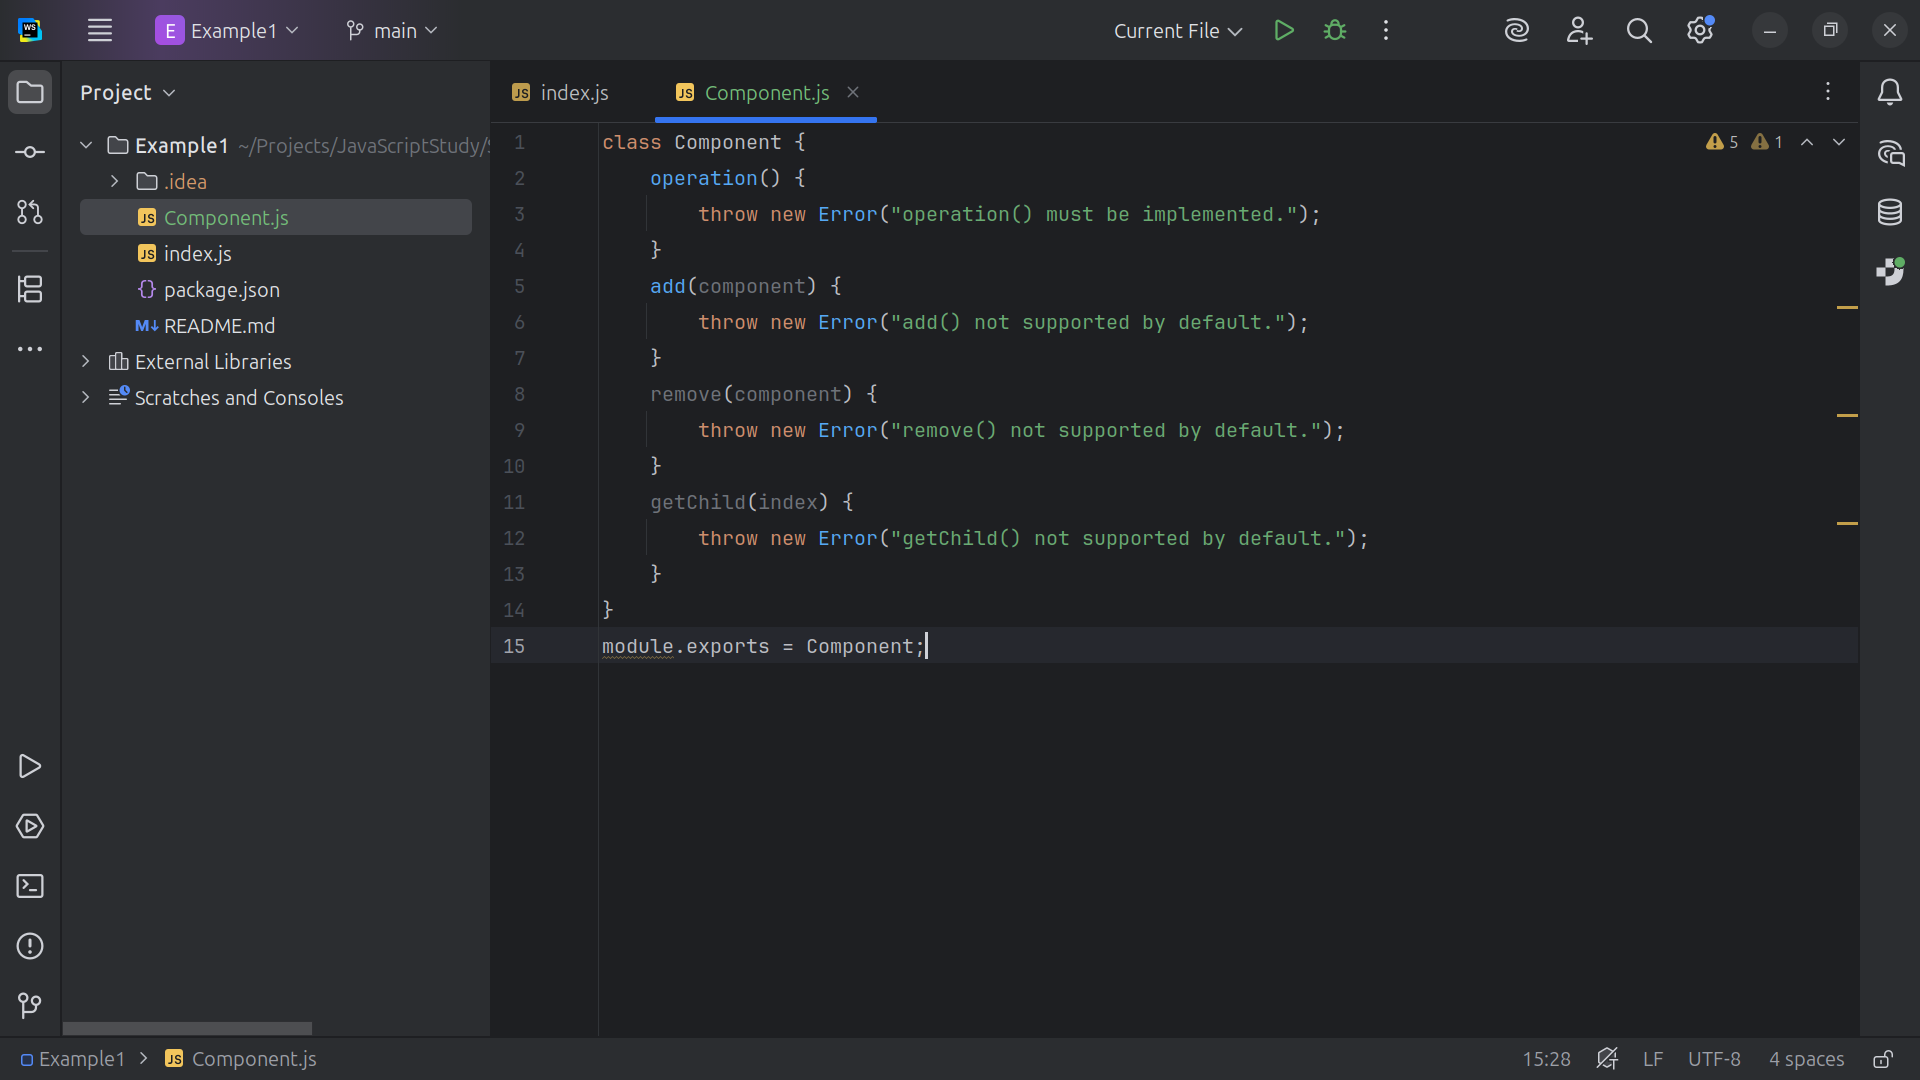 WS
E Example1
main
Current File
Project
Example1 ~/Projects/JavaScriptStudy/
.idea
JS Component.js
JS index.js
{} package.json
M↓ README.md
External Libraries
Scratches and Consoles
JS index.js
JS Component.js
5 1
1 class Component {
2     operation() {
3         throw new Error("operation() must be implemented.");
4     }
5     add(component) {
6         throw new Error("add() not supported by default.");
7     }
8     remove(component) {
9         throw new Error("remove() not supported by default.");
10     }
11     getChild(index) {
12         throw new Error("getChild() not supported by default.");
13     }
14 }
15 module.exports = Component;
Example1 > JS Component.js
15:28 LF UTF-8 4 spaces